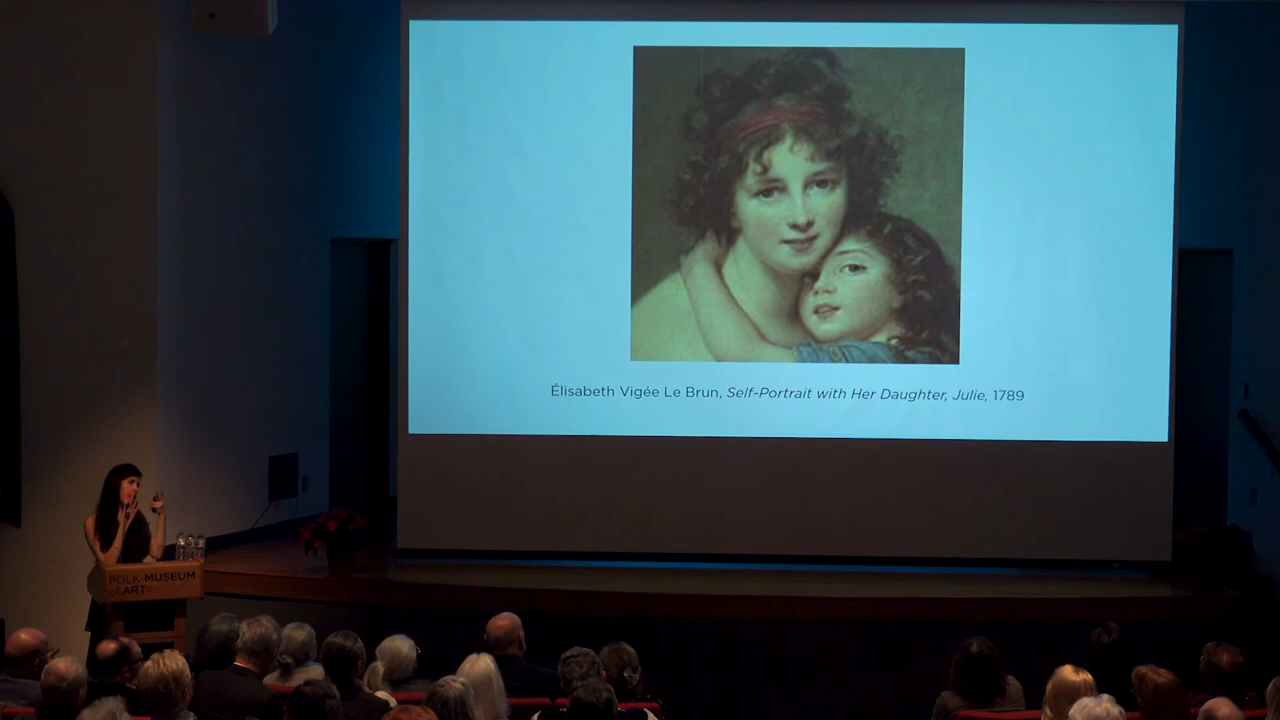 Élisabeth Vigée Le Brun, Self-Portrait with Her Daughter, Julie, 1789
POLK MUSEUM
of ART